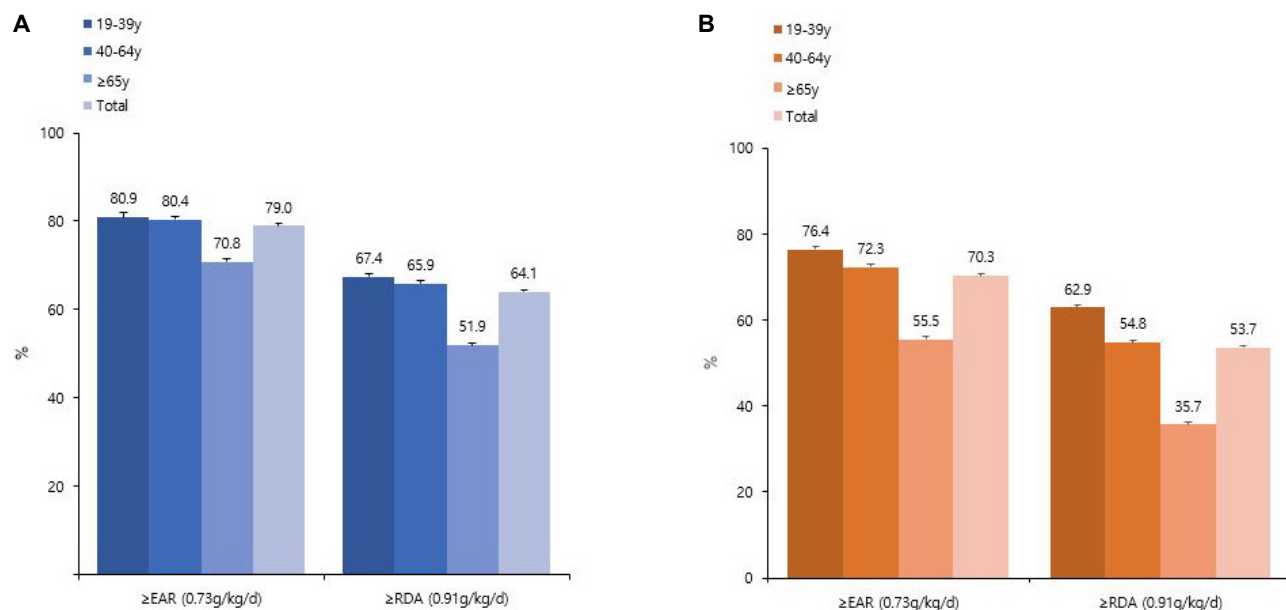 A
19-39y
40-64y
≥65y
Total
100
80
60
40
20
%
80.9
80.4
70.8
79.0
67.4
65.9
51.9
64.1
≥EAR (0.73g/kg/d)
≥RDA (0.91g/kg/d)
B
19-39y
40-64y
≥65y
Total
100
80
60
40
20
0
%
76.4
72.3
55.5
70.3
62.9
54.8
35.7
53.7
≥EAR (0.73g/kg/d)
≥RDA (0.91g/kg/d)